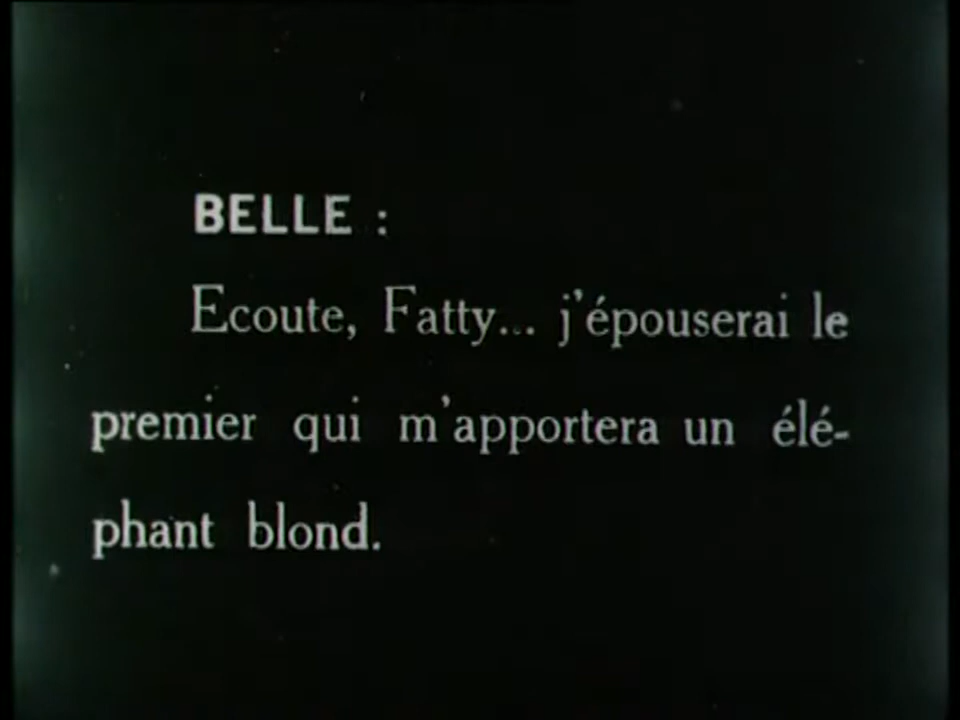 BELLE :
Ecoute, Fatty... j'épouserai le
premier qui m'apportera un élé-
phant blond.